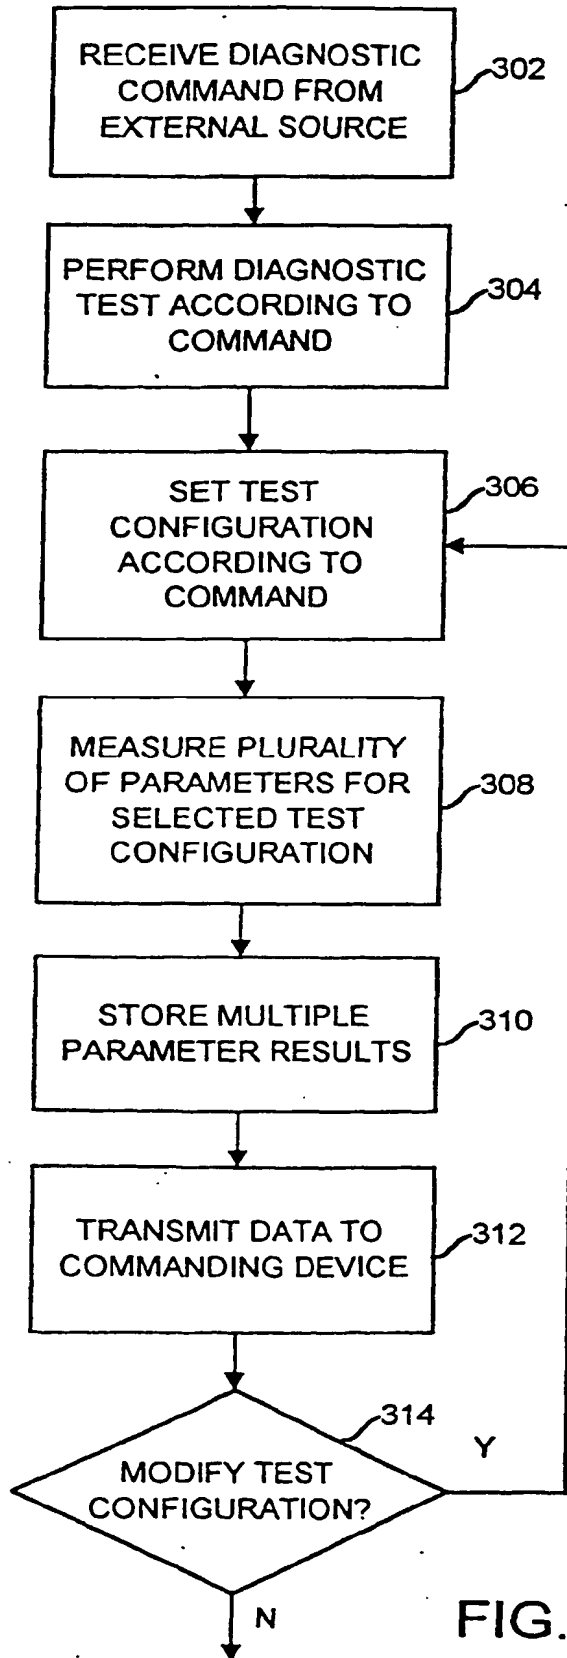 RECEIVE DIAGNOSTIC
COMMAND FROM
EXTERNAL SOURCE
302
PERFORM DIAGNOSTIC
TEST ACCORDING TO
COMMAND
304
SET TEST
CONFIGURATION
ACCORDING TO
COMMAND
306
MEASURE PLURALITY
OF PARAMETERS FOR
SELECTED TEST
CONFIGURATION
308
STORE MULTIPLE
PARAMETER RESULTS
310
TRANSMIT DATA TO
COMMANDING DEVICE
312
MODIFY TEST
CONFIGURATION?
314
Y
N
FIG.